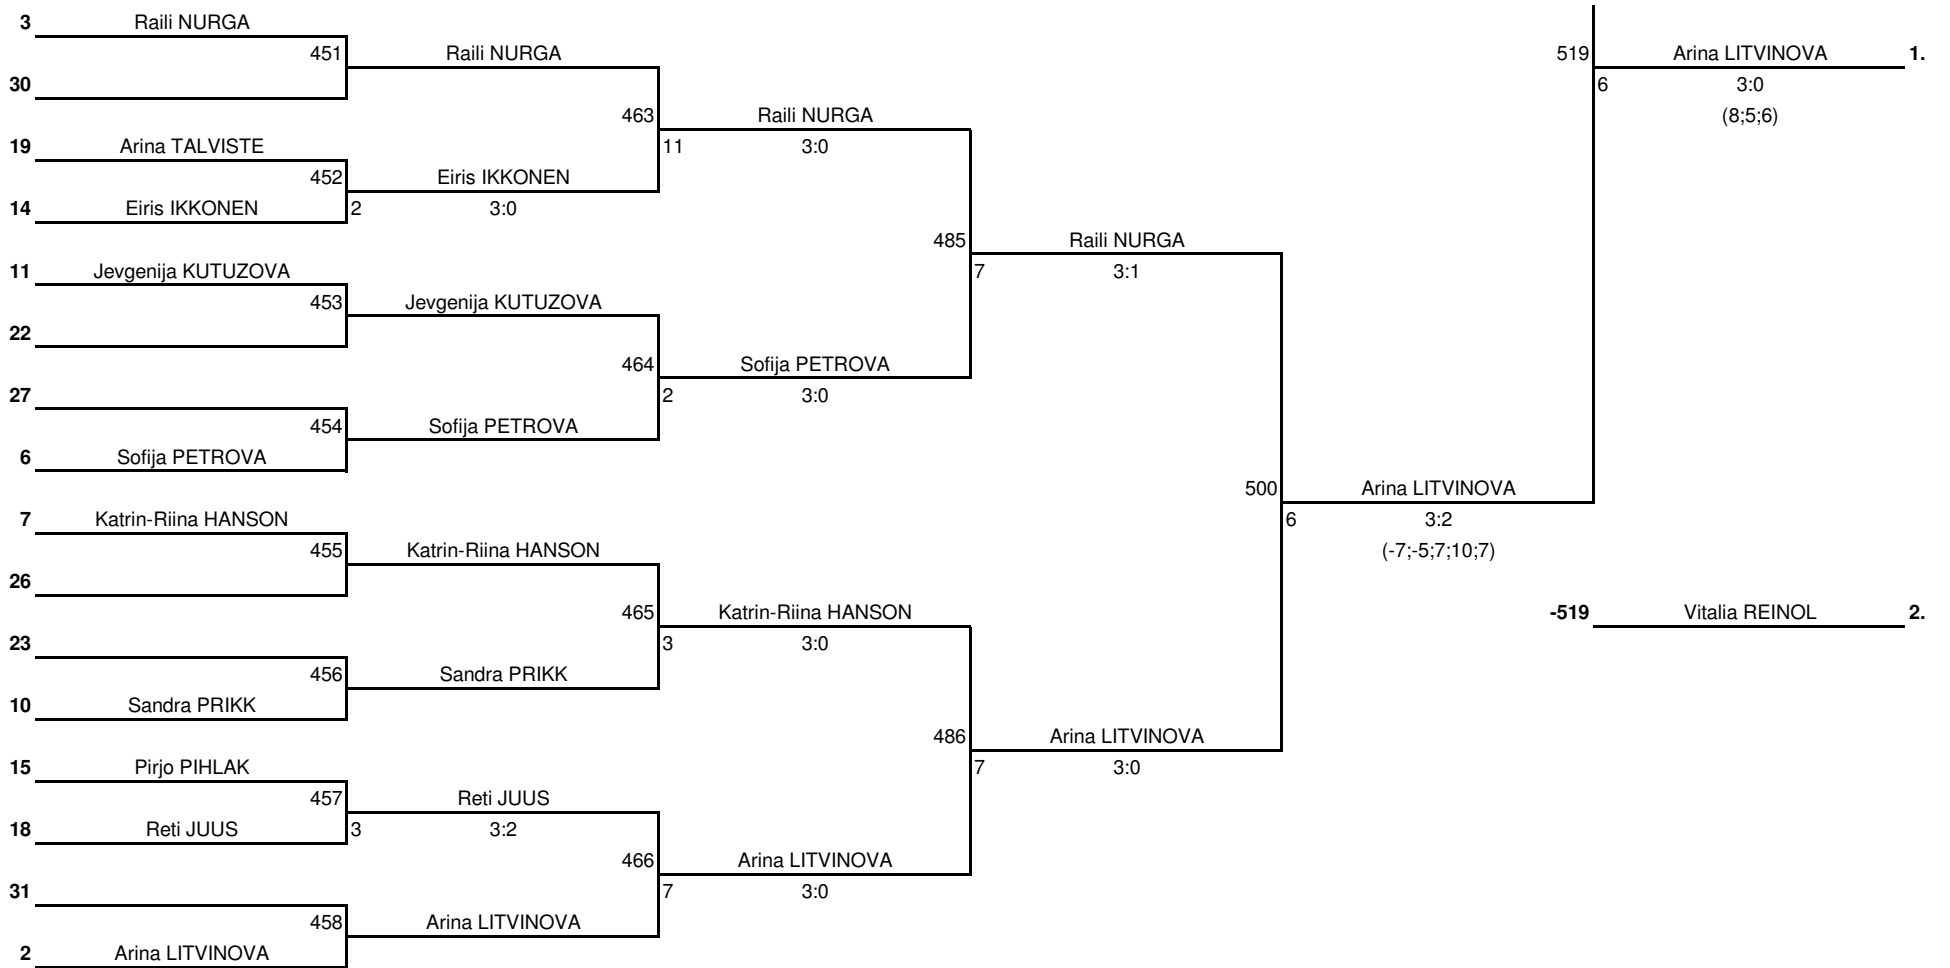 3 Raili NURGA
451 Raili NURGA 519 Arina LITVINOVA 1.
30 6 3:0
463 Raili NURGA (8;5;6)
19 Arina TALVISTE 11 3:0
452 Eiris IKKONEN
14 Eiris IKKONEN 2 3:0
485 Raili NURGA
11 Jevgenija KUTUZOVA 7 3:1
453 Jevgenija KUTUZOVA
22
464 Sofija PETROVA
27 2 3:0
454 Sofija PETROVA
6 Sofija PETROVA
500 Arina LITVINOVA
7 Katrin-Riina HANSON 6 3:2
455 Katrin-Riina HANSON (-7;-5;7;10;7)
26
465 Katrin-Riina HANSON -519 Vitalia REINOL 2.
23 3 3:0
456 Sandra PRIKK
10 Sandra PRIKK
486 Arina LITVINOVA
15 Pirjo PIHLAK 7 3:0
457 Reti JUUS
18 Reti JUUS 3 3:2
466 Arina LITVINOVA
31 7 3:0
458 Arina LITVINOVA
2 Arina LITVINOVA